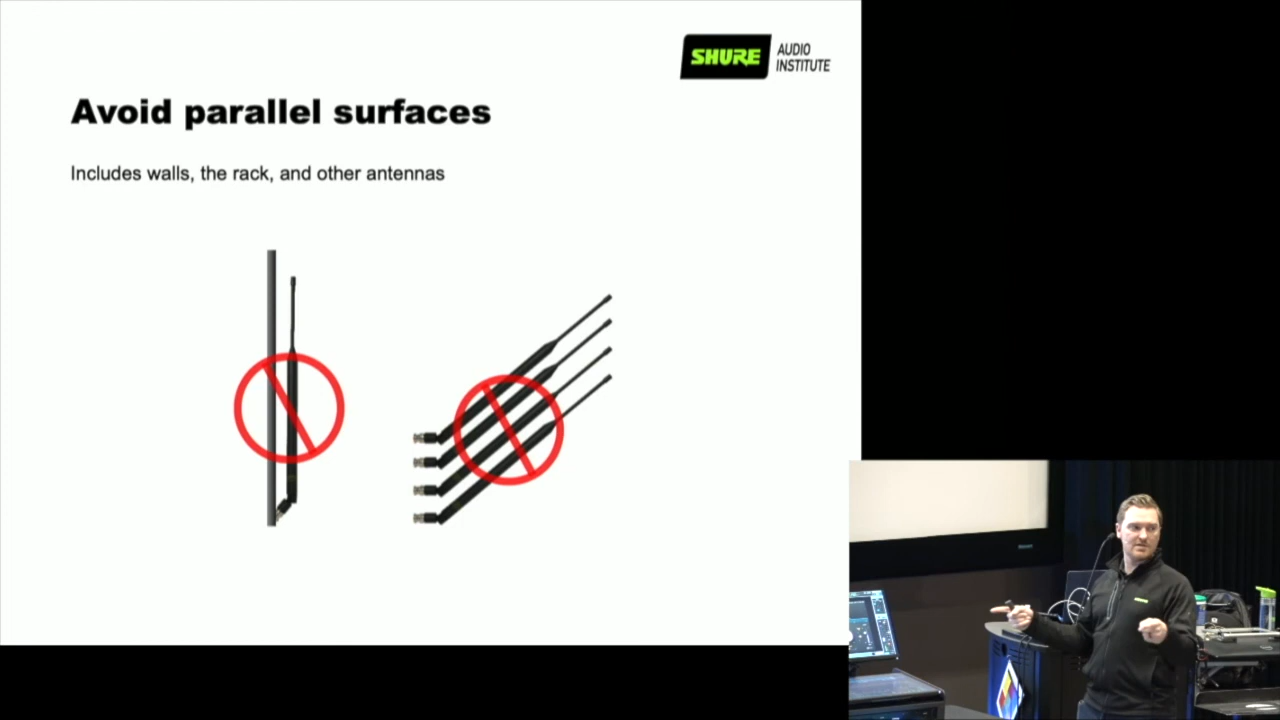 SHURE
AUDIO
INSTITUTE
Avoid parallel surfaces
Includes walls, the rack, and other antennas